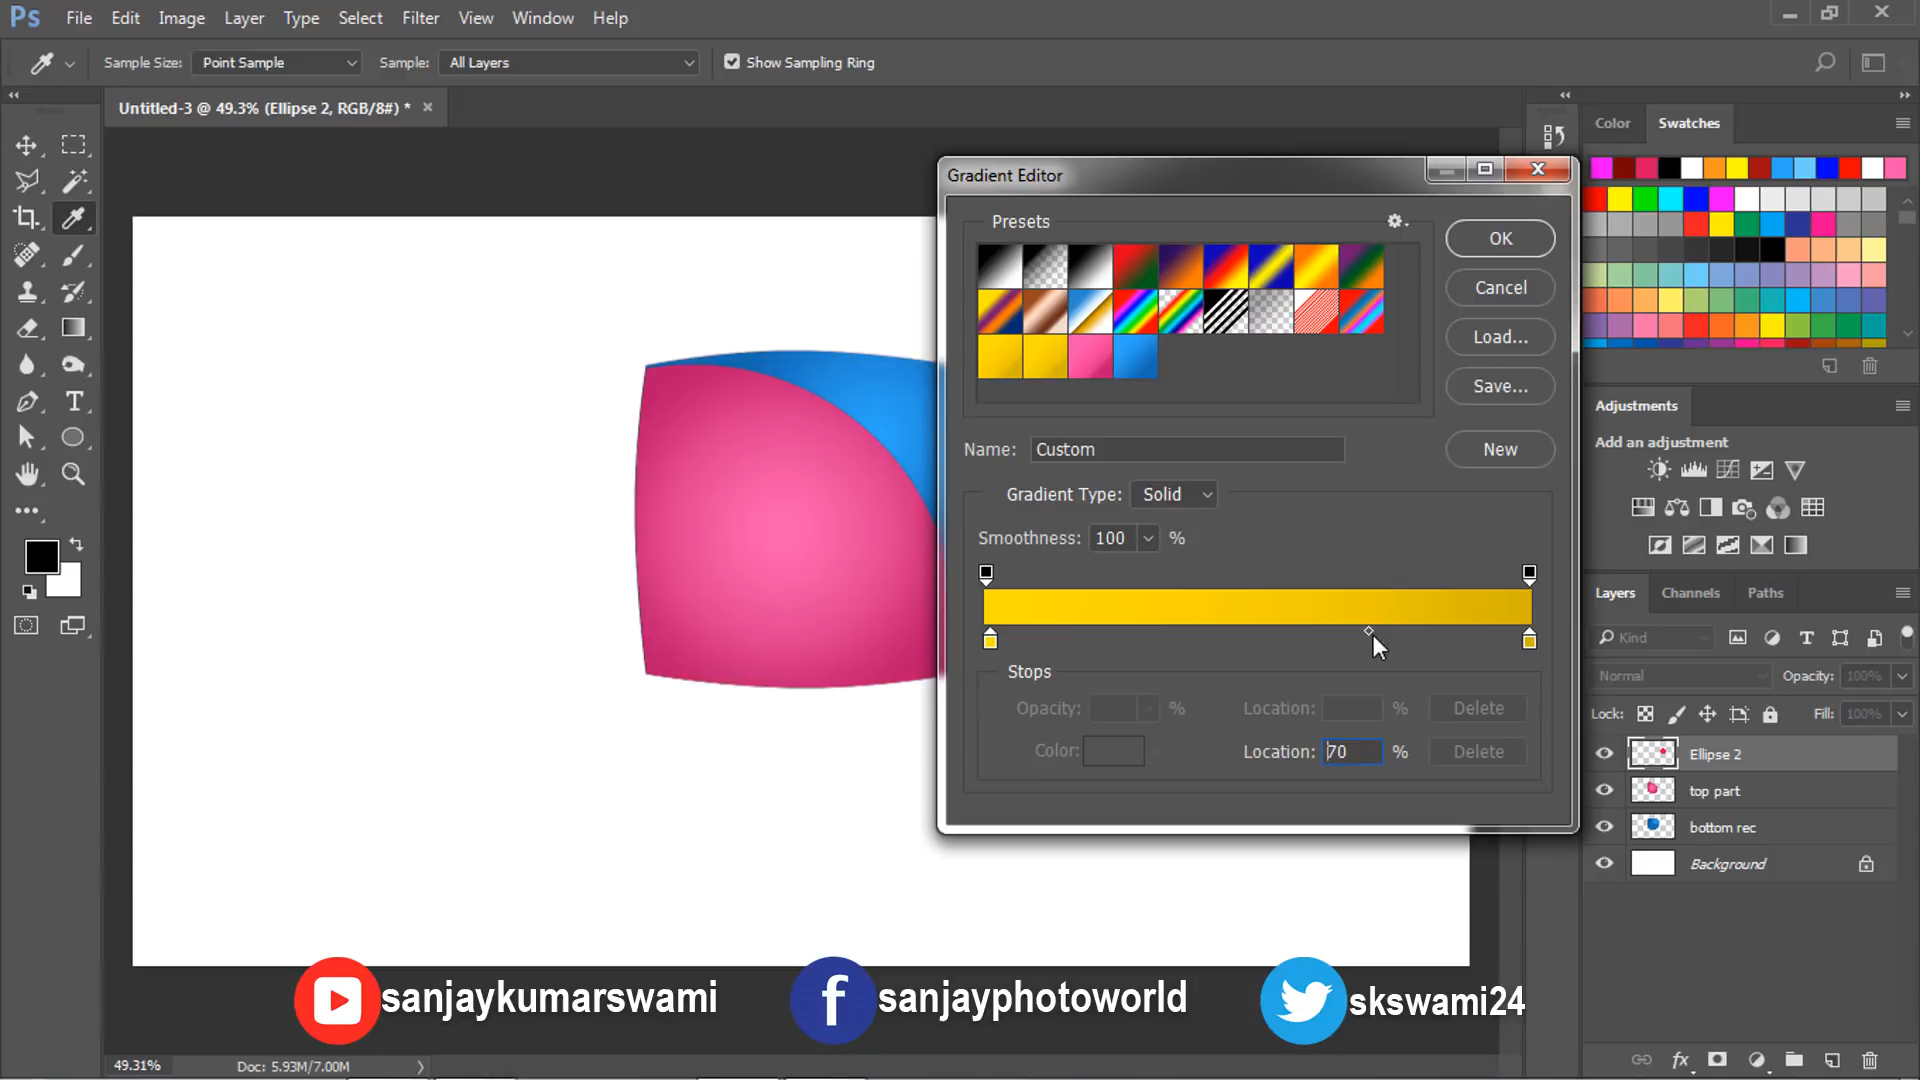 Ps File Edit Image Layer Type Select Filter View Window Help
Sample Size: Point Sample Sample: All Layers Show Sampling Ring
Untitled-3 @ 49.3% (Ellipse 2, RGB/8#) * ×
Color Swatches
Gradient Editor
Presets
OK
Cancel
Load...
Save...
Name: Custom
New
Gradient Type: Solid
Smoothness: 100 %
Stops
Opacity: % Location: % Delete
Color: Location: 70 % Delete
Adjustments
Add an adjustment
Layers Channels Paths
Kind
Normal Opacity: 100%
Lock: Fill: 100%
Ellipse 2
top part
bottom rec
Background
sanjaykumarswami
sanjayphotoworld
skswami24
49.31% Doc: 5.93M/7.00M